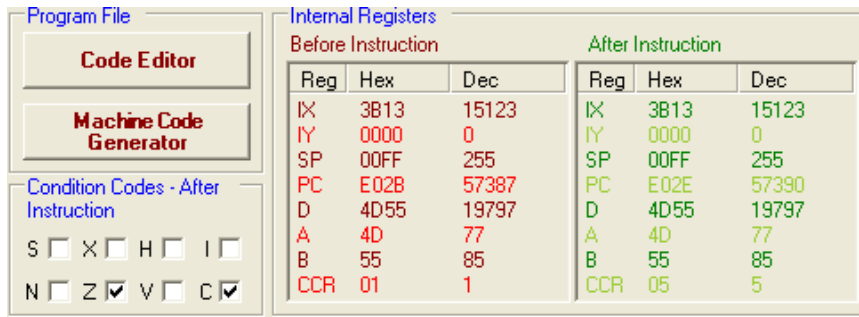 Program File
Code Editor
Machine Code
Generator
Condition Codes - After
Instruction
S X H I
N Z V C
Internal Registers
Before Instruction
Reg Hex Dec
IX 3B13 15123
IY 0000 0
SP 00FF 255
PC E02B 57387
D 4D55 19797
A 4D 77
B 55 85
CCR 01 1
After Instruction
Reg Hex Dec
IX 3B13 15123
IY 0000 0
SP 00FF 255
PC E02E 57390
D 4D55 19797
A 4D 77
B 55 85
CCR 05 5